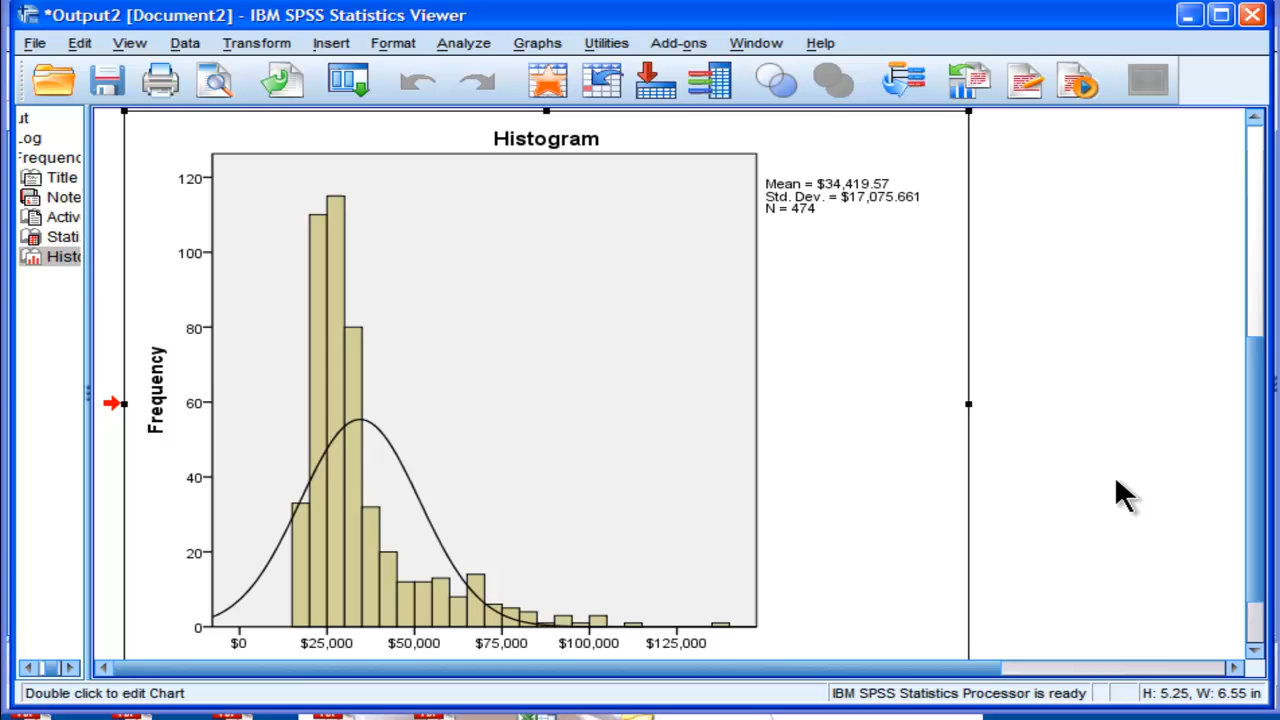 *Output2 [Document2] - IBM SPSS Statistics Viewer
File Edit View Data Transform Insert Format Analyze Graphs Utilities Add-ons Window Help
ut
Log
Frequenc
Title
Note
Activ
Stati
Histo
Histogram
Mean = $34,419.57
Std. Dev. = $17,075.661
N = 474
Frequency
120
100
80
60
40
20
0
$0 $25,000 $50,000 $75,000 $100,000 $125,000
Double click to edit Chart
IBM SPSS Statistics Processor is ready
H: 5.25, W: 6.55 in